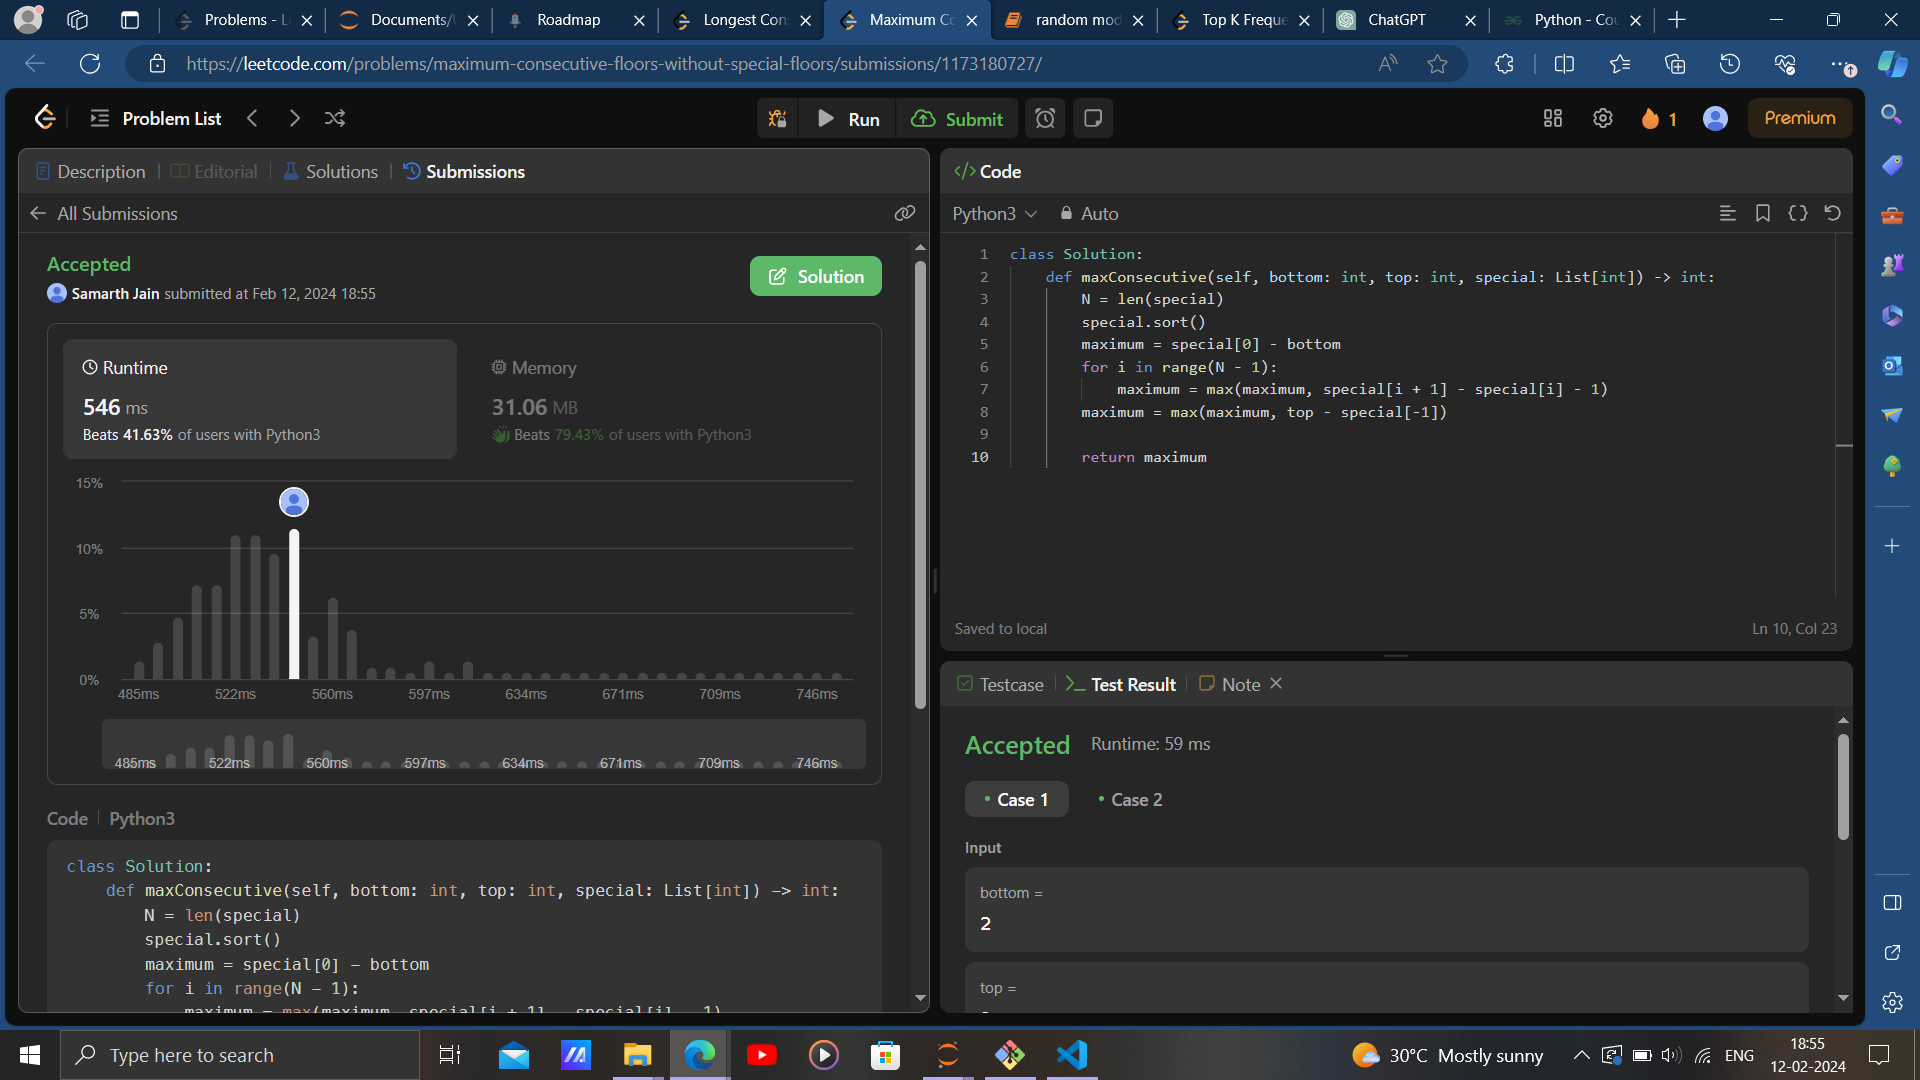 Problems - L
Documents/
Roadmap
Longest Con
Maximum Co
random mod
Top K Freque
ChatGPT
Python - Cou
https://leetcode.com/problems/maximum-consecutive-floors-without-special-floors/submissions/1173180727/
Problem List
Run
Submit
1
Premium
Description
Editorial
Solutions
Submissions
All Submissions
Accepted
Samarth Jain submitted at Feb 12, 2024 18:55
Solution
Runtime
546 ms
Beats 41.63% of users with Python3
Memory
31.06 MB
Beats 79.43% of users with Python3
15%
10%
5%
0%
485ms 522ms 560ms 597ms 634ms 671ms 709ms 746ms
485ms 522ms 560ms 597ms 634ms 671ms 709ms 746ms
Code | Python3
class Solution:
def maxConsecutive(self, bottom: int, top: int, special: List[int]) -> int:
N = len(special)
special.sort()
maximum = special[0] - bottom
for i in range(N - 1):
maximum = max(maximum, special[i + 1] - special[i] - 1)
</> Code
Python3
Auto
1 class Solution:
2 def maxConsecutive(self, bottom: int, top: int, special: List[int]) -> int:
3 N = len(special)
4 special.sort()
5 maximum = special[0] - bottom
6 for i in range(N - 1):
7 maximum = max(maximum, special[i + 1] - special[i] - 1)
8 maximum = max(maximum, top - special[-1])
9
10 return maximum
Saved to local
Ln 10, Col 23
Testcase
Test Result
Note
Accepted Runtime: 59 ms
Case 1
Case 2
Input
bottom =
2
top =
Type here to search
30°C Mostly sunny
ENG
18:55
12-02-2024